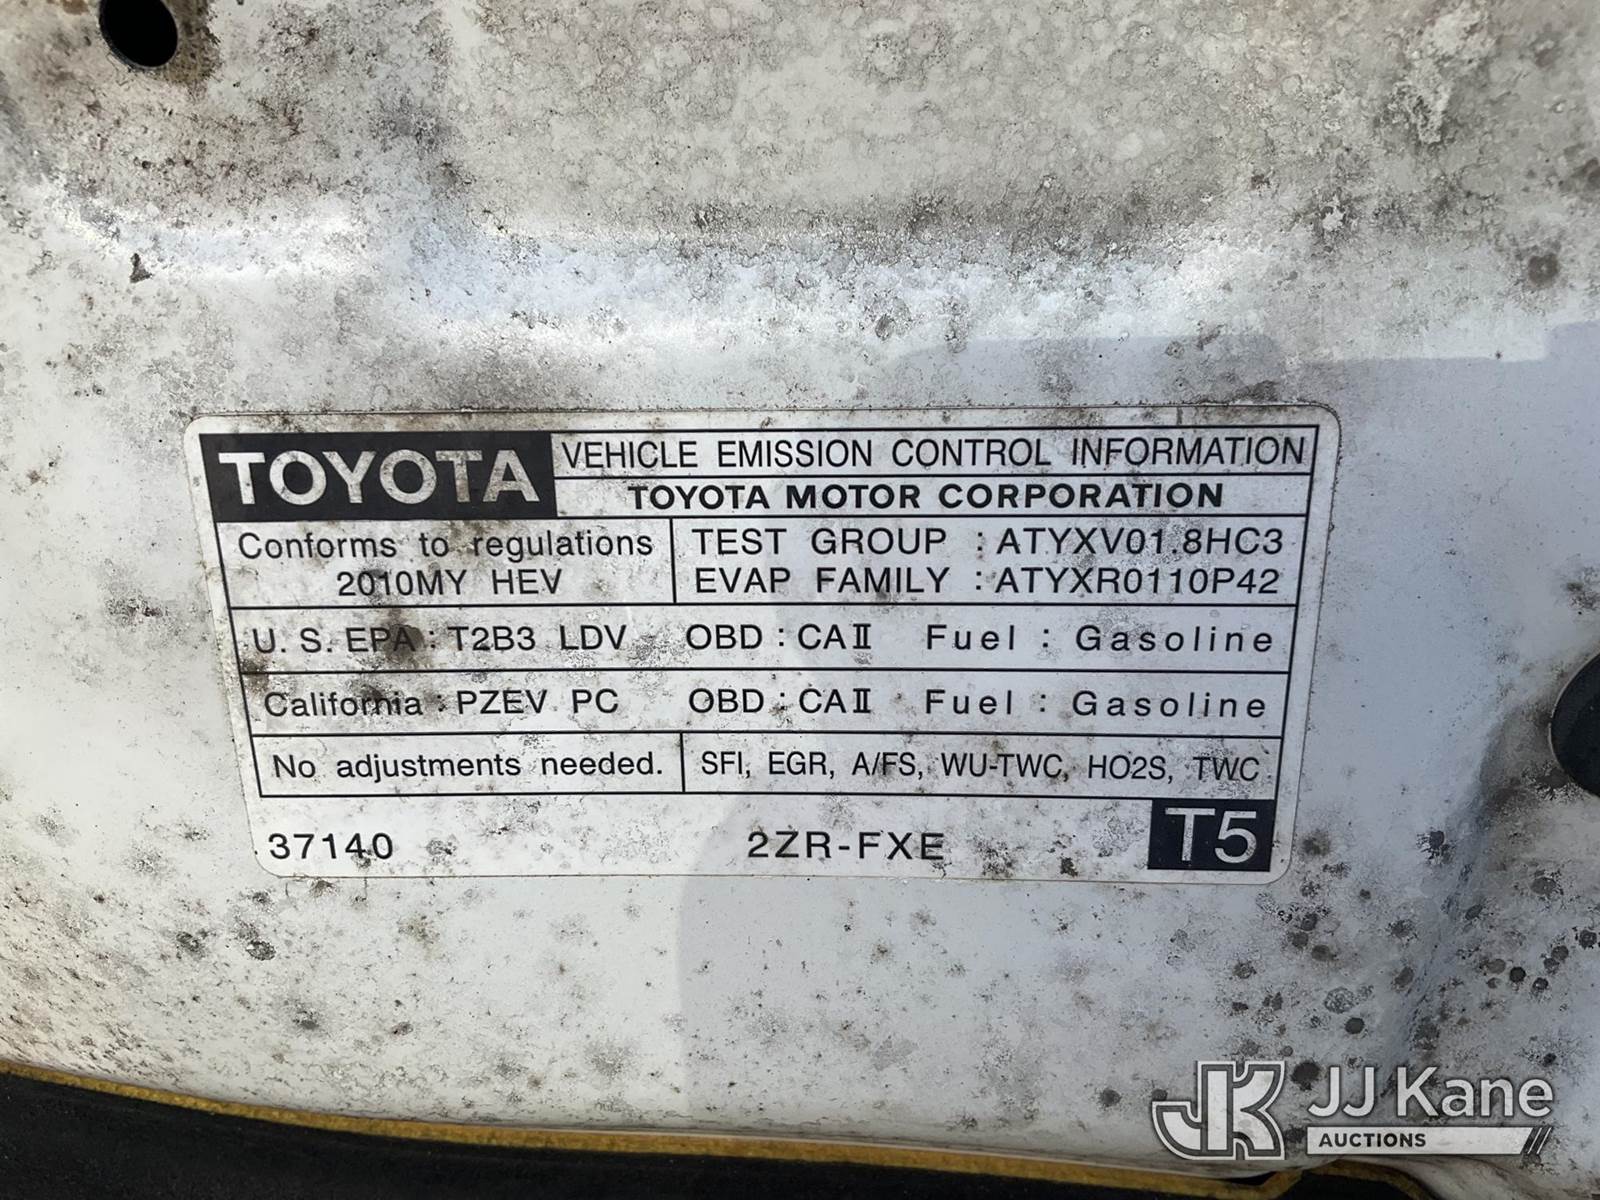 TOYOTA
VEHICLE EMISSION CONTROL INFORMATION
TOYOTA MOTOR CORPORATION
Conforms to regulations
2010MY HEV
TEST GROUP : ATYXV01.8HC3
EVAP FAMILY : ATYXR0110P42
U. S. EPA : T2B3 LDV OBD : CAⅡ Fuel : Gasoline
California : PZEV PC OBD : CAⅡ Fuel : Gasoline
No adjustments needed.
SFI, EGR, A/FS, WU-TWC, HO2S, TWC
37140 2ZR-FXE T5
JK JJ Kane
AUCTIONS